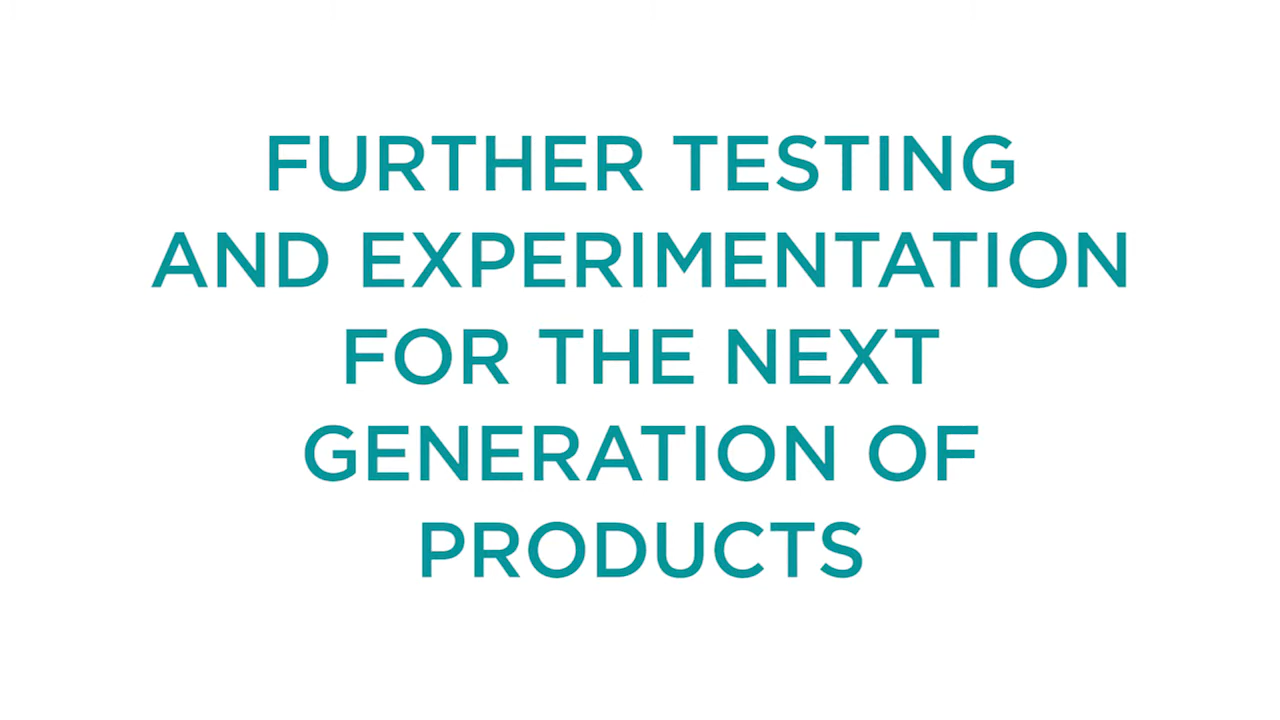 FURTHER TESTING
AND EXPERIMENTATION
FOR THE NEXT
GENERATION OF
PRODUCTS